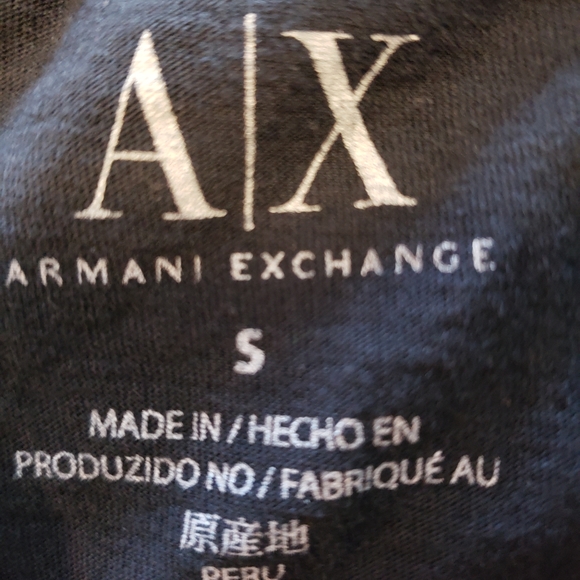 A|X
ARMANI EXCHANGE
S
MADE IN / HECHO EN
PRODUZIDO NO / FABRIQUÉ AU
原産地
PERU